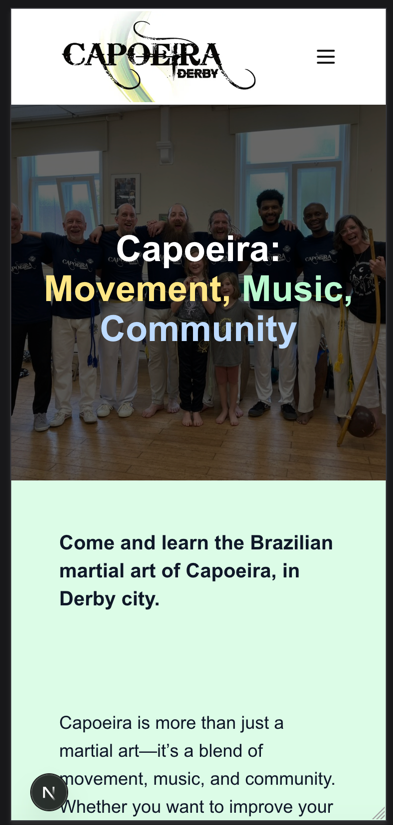 CAPOEIRA
DERBY
Capoeira:
Movement, Music,
Community
Come and learn the Brazilian
martial art of Capoeira, in
Derby city.
Capoeira is more than just a
martial art—it's a blend of
movement, music, and community.
Whether you want to improve your
N